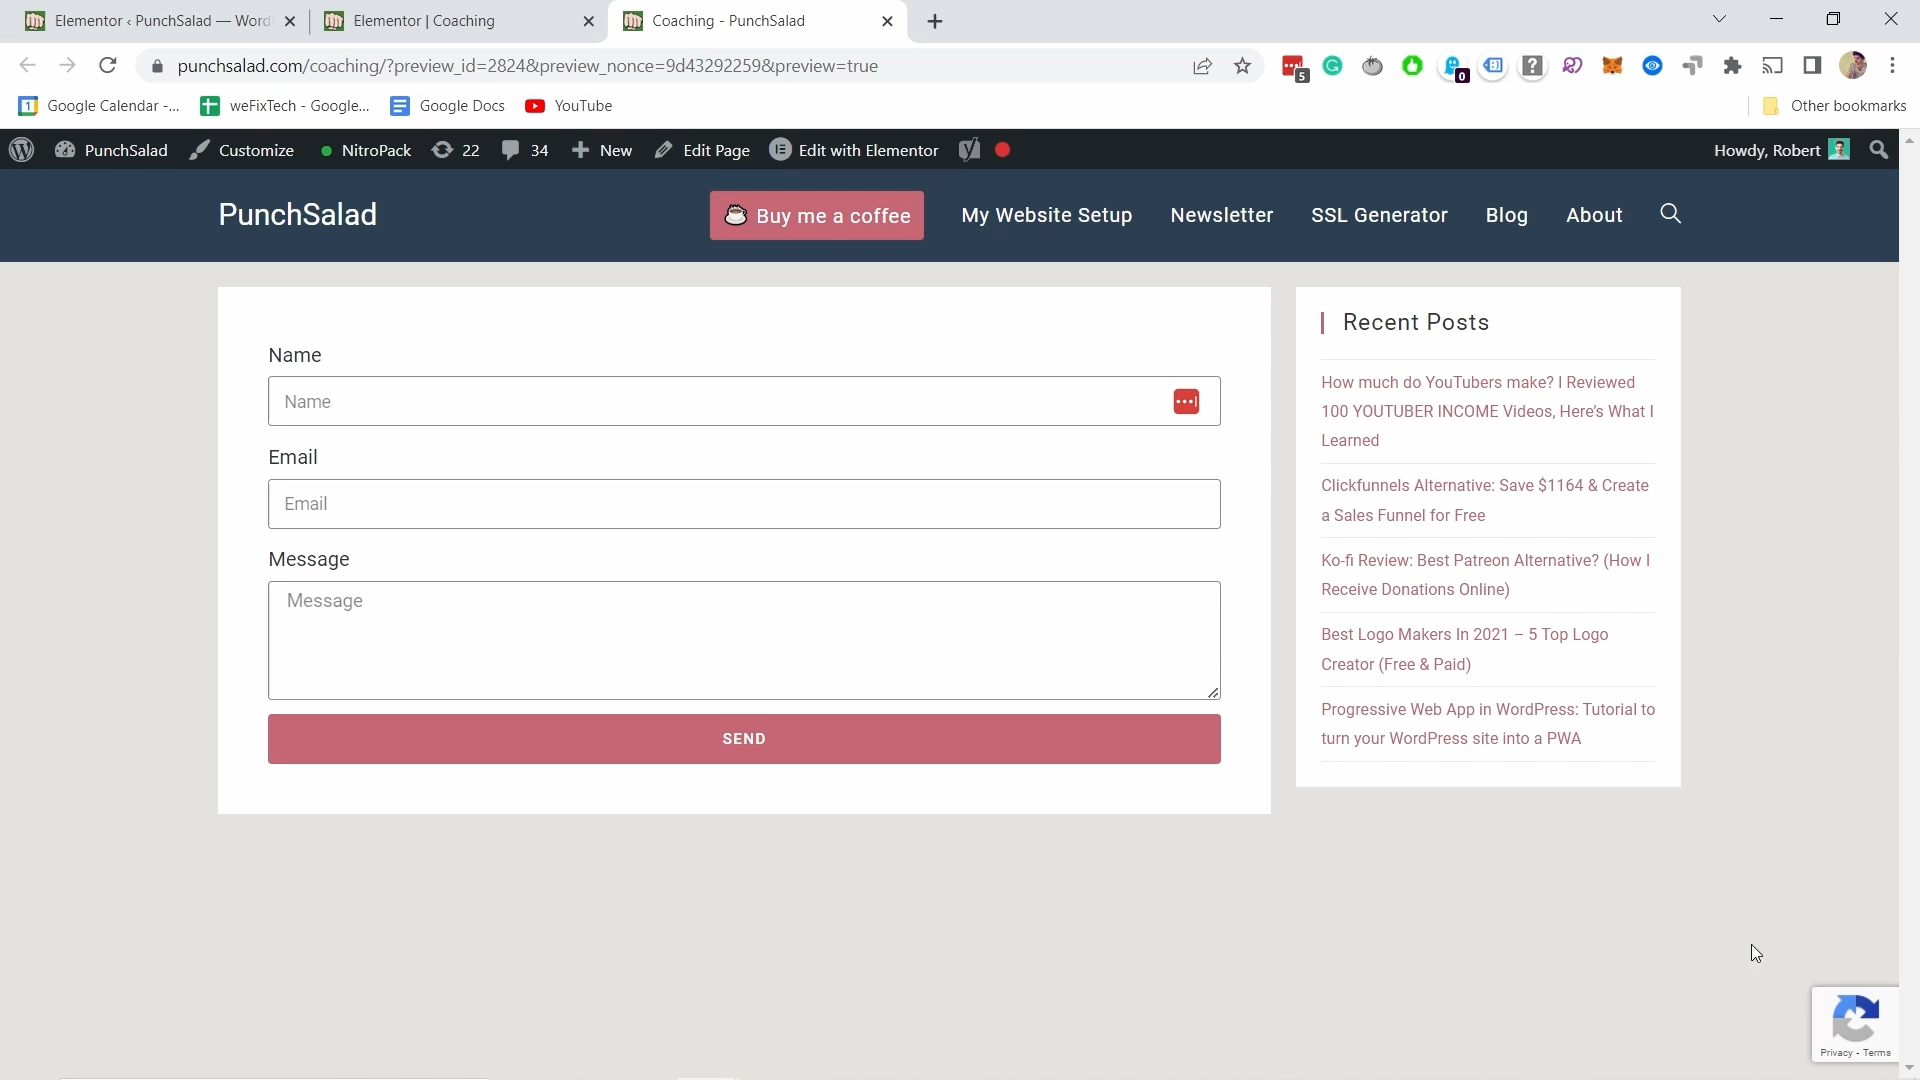 Elementor ‹ PunchSalad — Word
Elementor | Coaching
Coaching - PunchSalad
punchsalad.com/coaching/?preview_id=2824&preview_nonce=9d43292259&preview=true
5
0
Google Calendar -...
weFixTech - Google...
Google Docs
YouTube
Other bookmarks
PunchSalad
Customize
NitroPack
22
34
New
Edit Page
Edit with Elementor
Howdy, Robert
PunchSalad
Buy me a coffee
My Website Setup
Newsletter
SSL Generator
Blog
About
Name
Name
Email
Email
Message
Message
SEND
Recent Posts
How much do YouTubers make? I Reviewed
100 YOUTUBER INCOME Videos, Here's What I
Learned
Clickfunnels Alternative: Save $1164 & Create
a Sales Funnel for Free
Ko-fi Review: Best Patreon Alternative? (How I
Receive Donations Online)
Best Logo Makers In 2021 – 5 Top Logo
Creator (Free & Paid)
Progressive Web App in WordPress: Tutorial to
turn your WordPress site into a PWA
Privacy - Terms